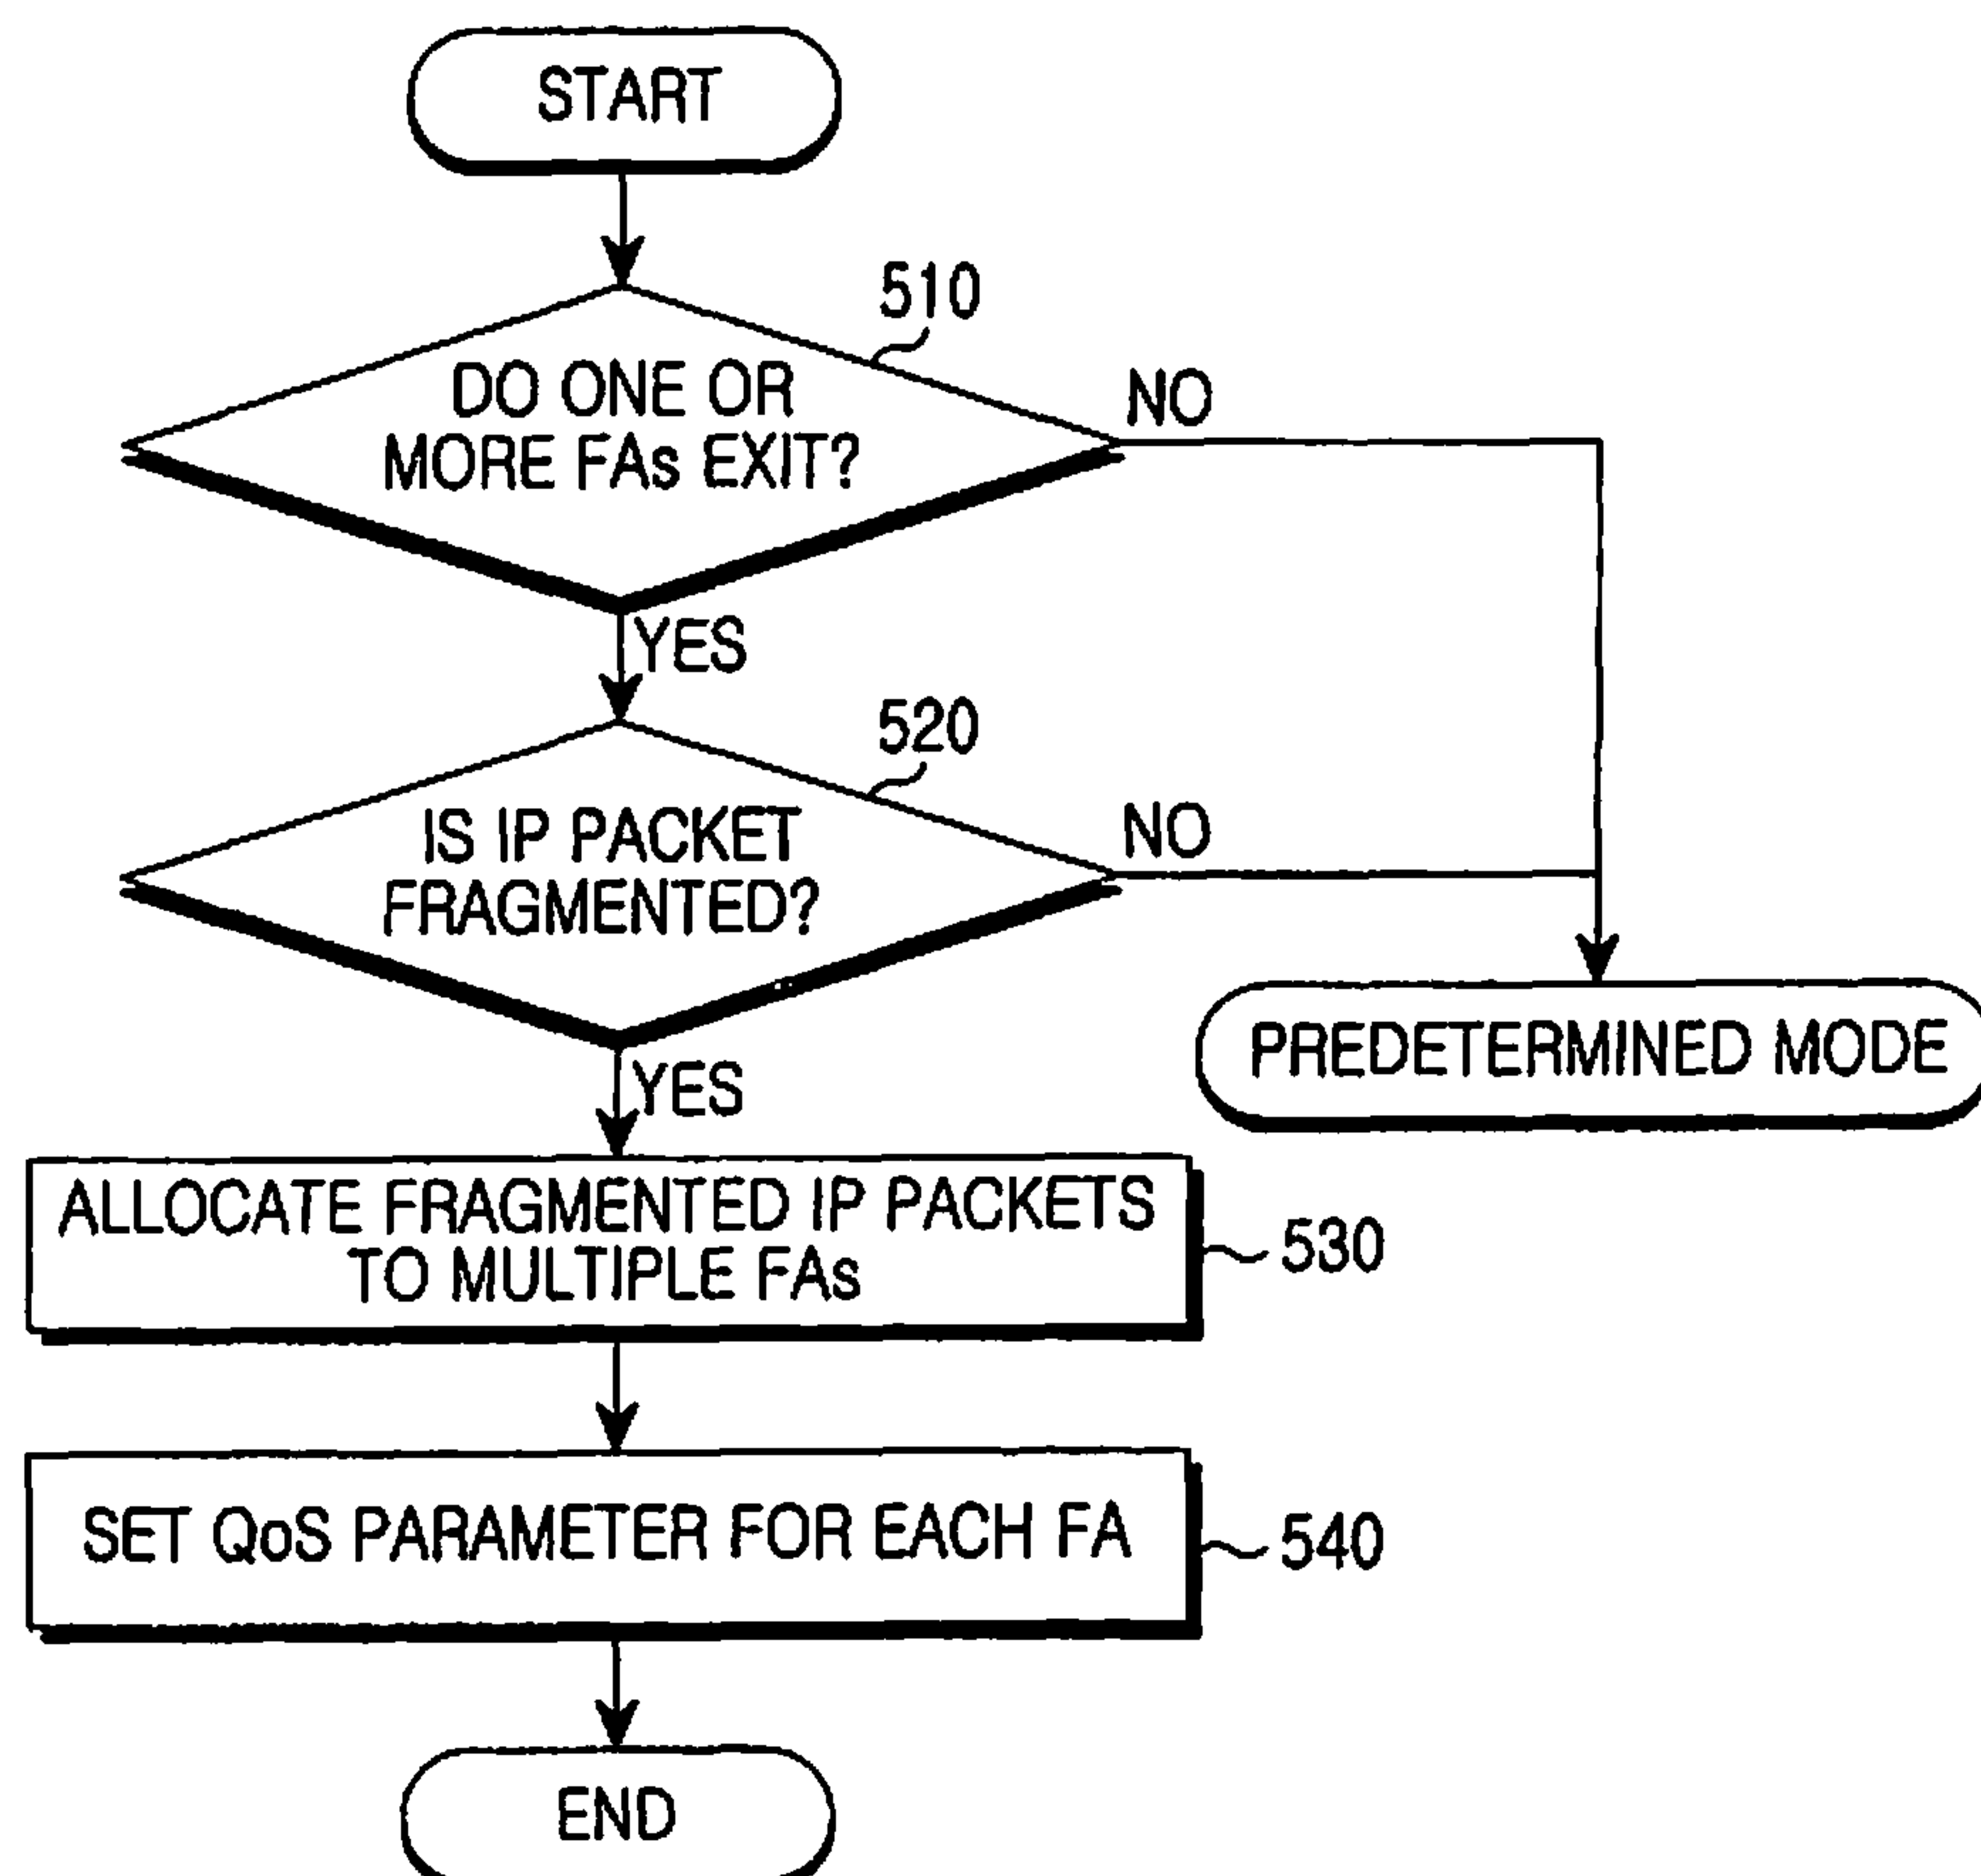 START
510
DO ONE OR
MORE FAs EXIT?
NO
YES
520
IS IP PACKET
FRAGMENTED?
NO
PREDETERMINED MODE
YES
ALLOCATE FRAGMENTED IP PACKETS
TO MULTIPLE FAs
530
SET QoS PARAMETER FOR EACH FA
540
END